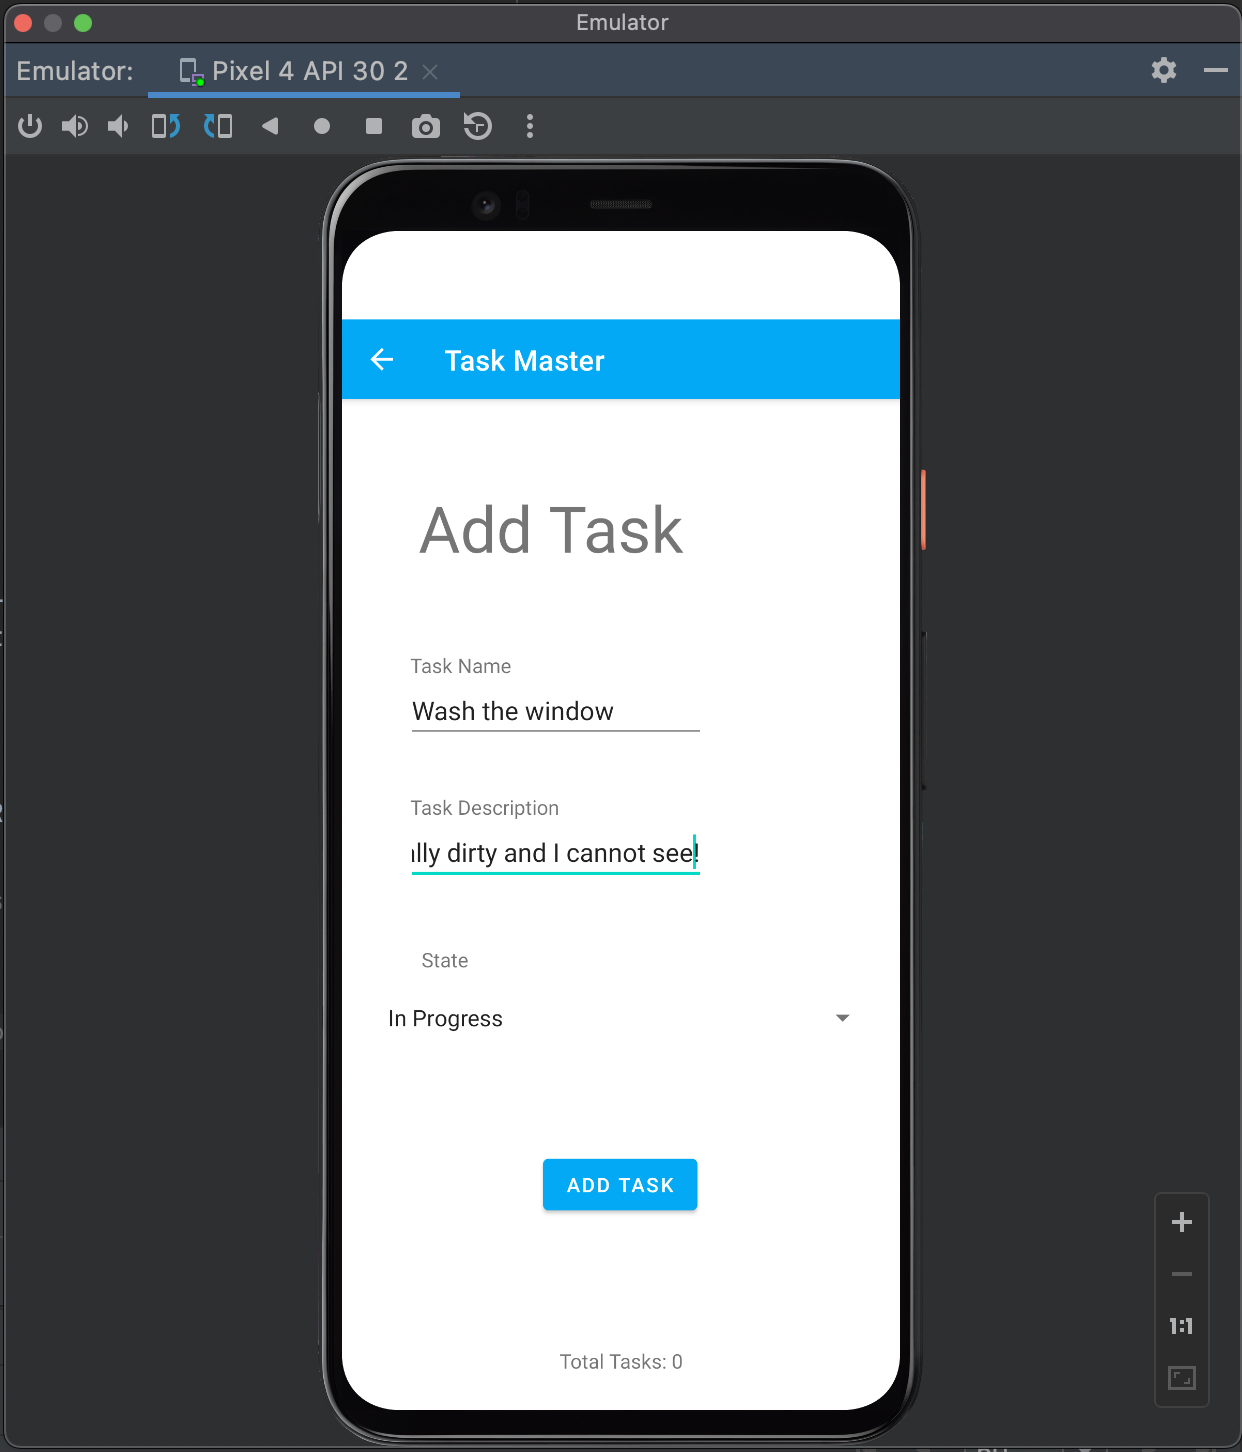 Emulator
Emulator: Pixel 4 API 30 2
Task Master
Add Task
Task Name
Wash the window
Task Description
lly dirty and I cannot see!
State
In Progress
ADD TASK
Total Tasks: 0
1:1